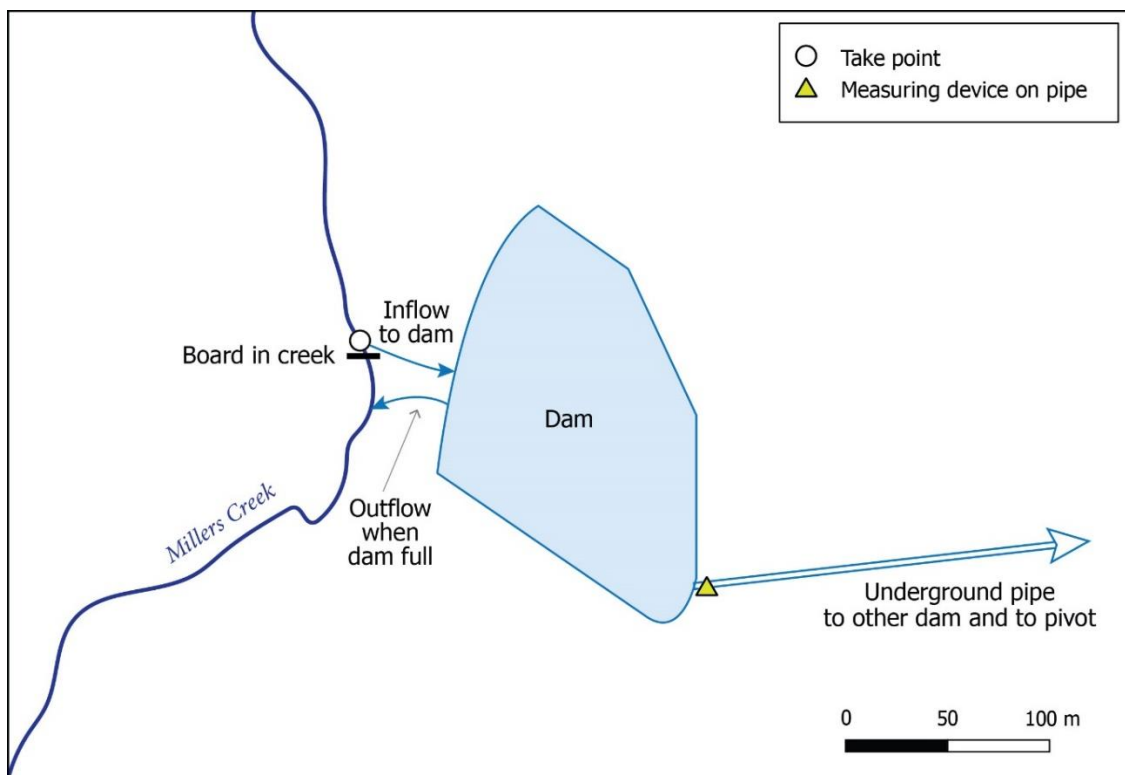 Take point
Measuring device on pipe
Inflow
to dam
Board in creek
Dam
Outflow
when
dam full
Millers Creek
Underground pipe
to other dam and to pivot
0 50 100 m